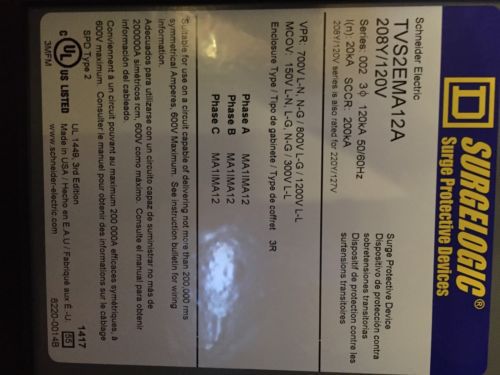 SURGELOGIC®
Surge Protective Devices
Schneider Electric
TVS2EMA12A
208Y/120V
Series: 002 3Φ 120kA 50/60Hz
I(n): 20kA SCCR: 200kA
208Y/120V series is also rated for 220Y/127V
Surge Protective Device
Dispositivo de protección contra
sobretensiones transitorias
Dispositif de protection contre les
surtensions transitoires
VPR: 700V L-N, N-G / 800V L-G / 1200V L-L
MCOV 150V L-N, L-G, N-G / 300V L-L
Enclosure Type / Tipo de gabinete / Type de coffret 3R
Phase A MA1IMA12
Phase B MA1IMA12
Phase C MA1IMA12
Suitable for use on a circuit capable of delivering not more than 200,000 rms
symmetrical Amperes, 600V Maximum. See instruction bulletin for wiring
information.
Adecuados para utilizarse con un circuito capaz de suministrar no más de
200000A simétricos rcm, 600V como máximo. Consulte el manual para obtener
información del cableado.
Conviennent à un circuit pouvant au maximum 200 000A efficaces symétriques, à
600V maximum. Consulter le manuel pour obtenir des informations sur le câblage
c UL US LISTED
SPD Type 2
3MFM
UL 1449, 3rd Edition
Made in USA / Hecho en E.A.U / Fabriqué aux É.-U.
www.schneider-electric.com
1417
55
6220-0014B